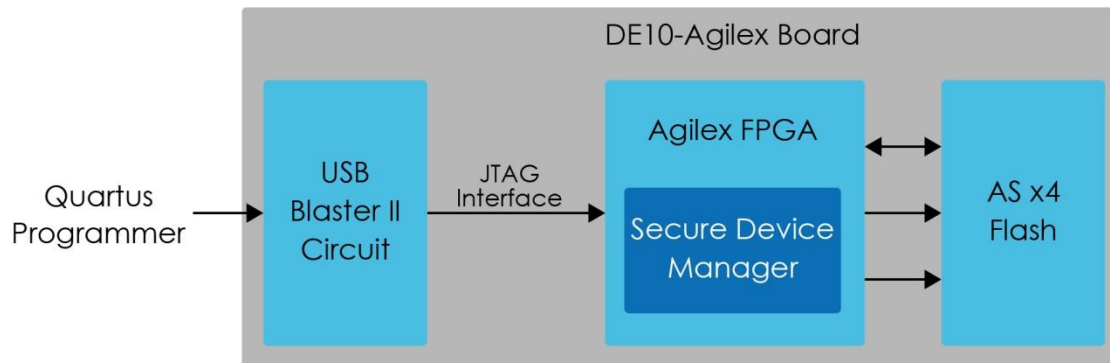 DE10-Agilex Board
Quartus
Programmer
USB
Blaster II
Circuit
JTAG
Interface
Agilex FPGA
Secure Device
Manager
AS x4
Flash